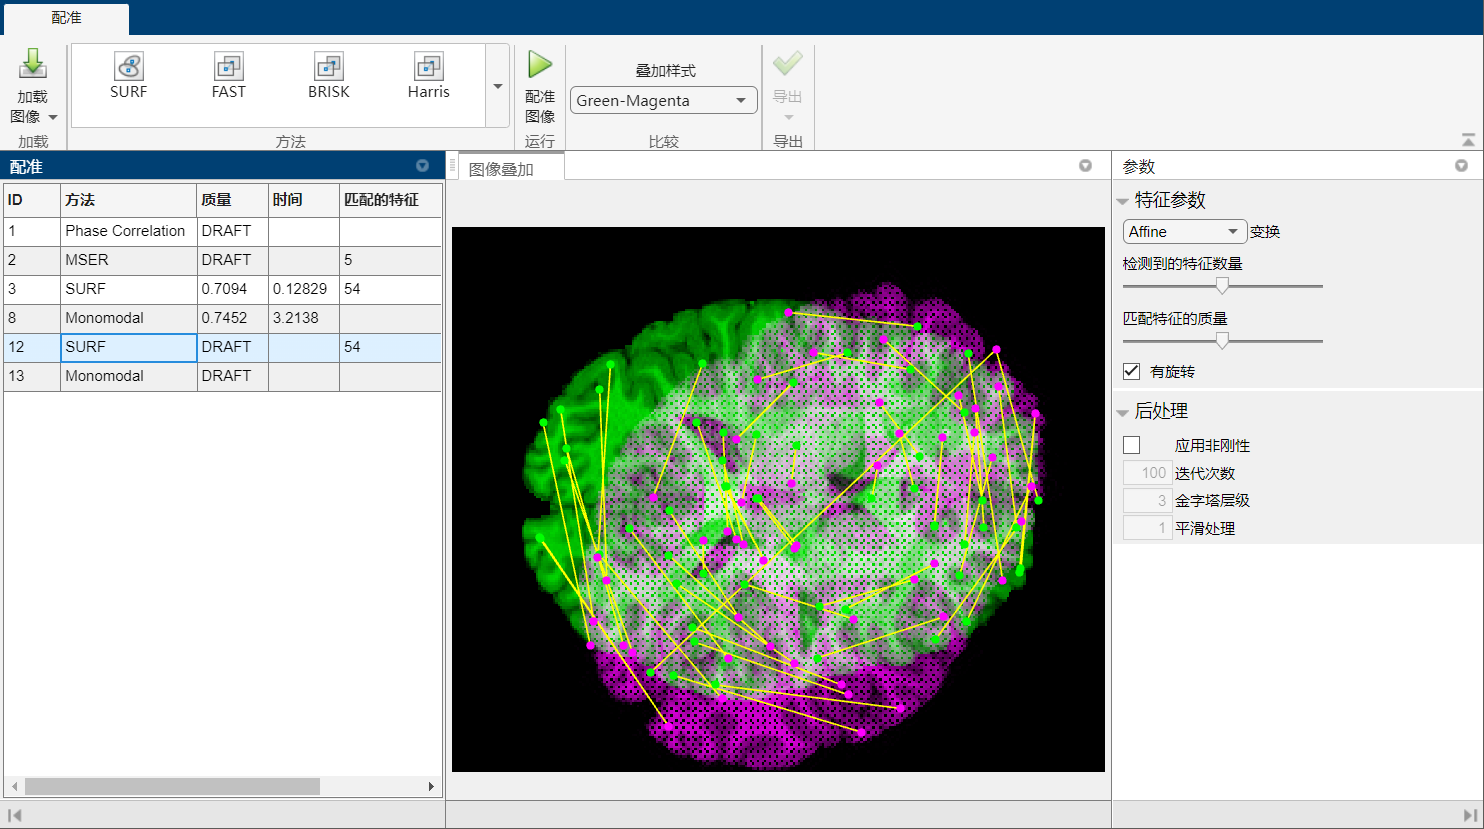 配准
加载
图像
加载
SURF FAST BRISK Harris
方法
配准
图像
运行
叠加样式
Green-Magenta
比较
导出
导出
配准
ID 方法 质量 时间 匹配的特征
1 Phase Correlation DRAFT
2 MSER DRAFT 5
3 SURF 0.7094 0.12829 54
8 Monomodal 0.7452 3.2138
12 SURF DRAFT 54
13 Monomodal DRAFT
图像叠加
参数
特征参数
Affine 变换
检测到的特征数量
匹配特征的质量
有旋转
后处理
应用非刚性
100 迭代次数
3 金字塔层级
1 平滑处理